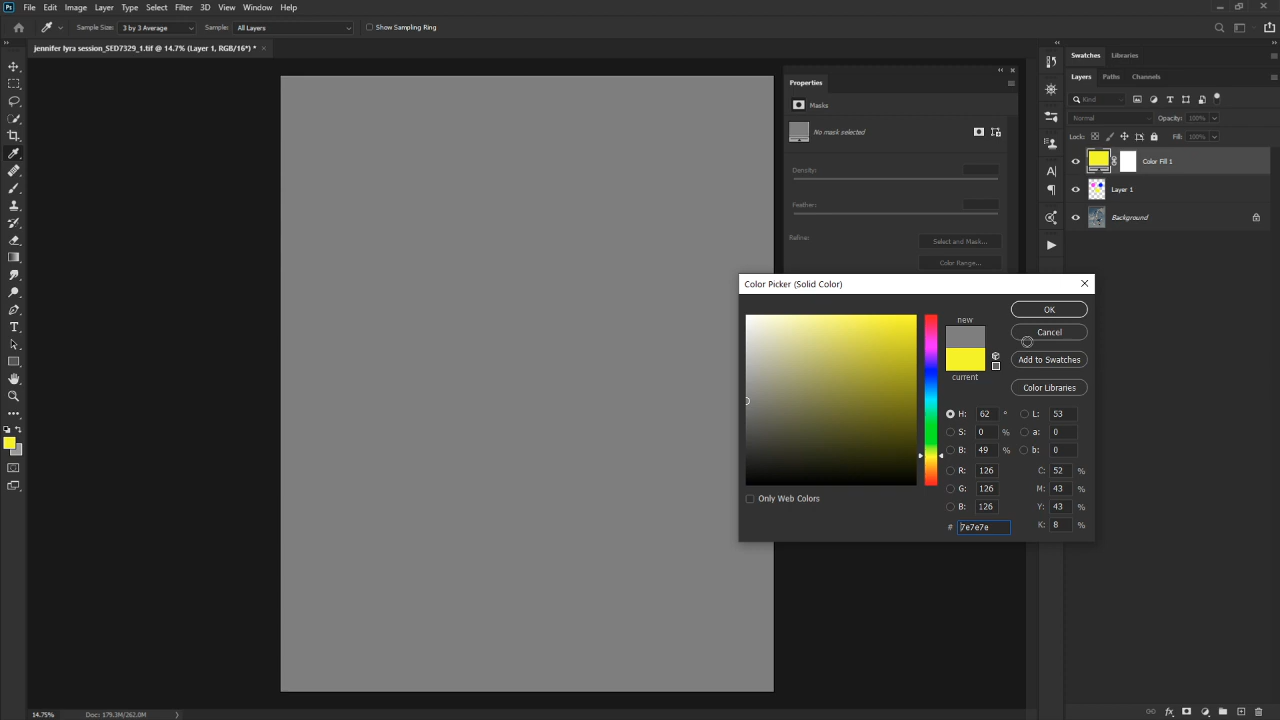 Ps File Edit Image Layer Type Select Filter 3D View Window Help
Sample Size: 3 by 3 Average Sample: All Layers Show Sampling Ring
jennifer lyra session_SED7329_1.tif @ 14.7% (Layer 1, RGB/16*) * ×
Swatches Libraries
Layers Paths Channels
Kind
Normal Opacity: 100%
Lock: Fill: 100%
Color Fill 1
Layer 1
Background
Properties
Masks
No mask selected
Density:
Feather:
Refine:
Select and Mask...
Color Range...
Color Picker (Solid Color)
new
current
OK
Cancel
Add to Swatches
Color Libraries
H: 62 ° L: 53
S: 0 % a: 0
B: 49 % b: 0
R: 126 C: 52 %
G: 126 M: 43 %
B: 126 Y: 43 %
# 7e7e7e K: 8 %
Only Web Colors
14.75% Doc: 179.3M/262.0M